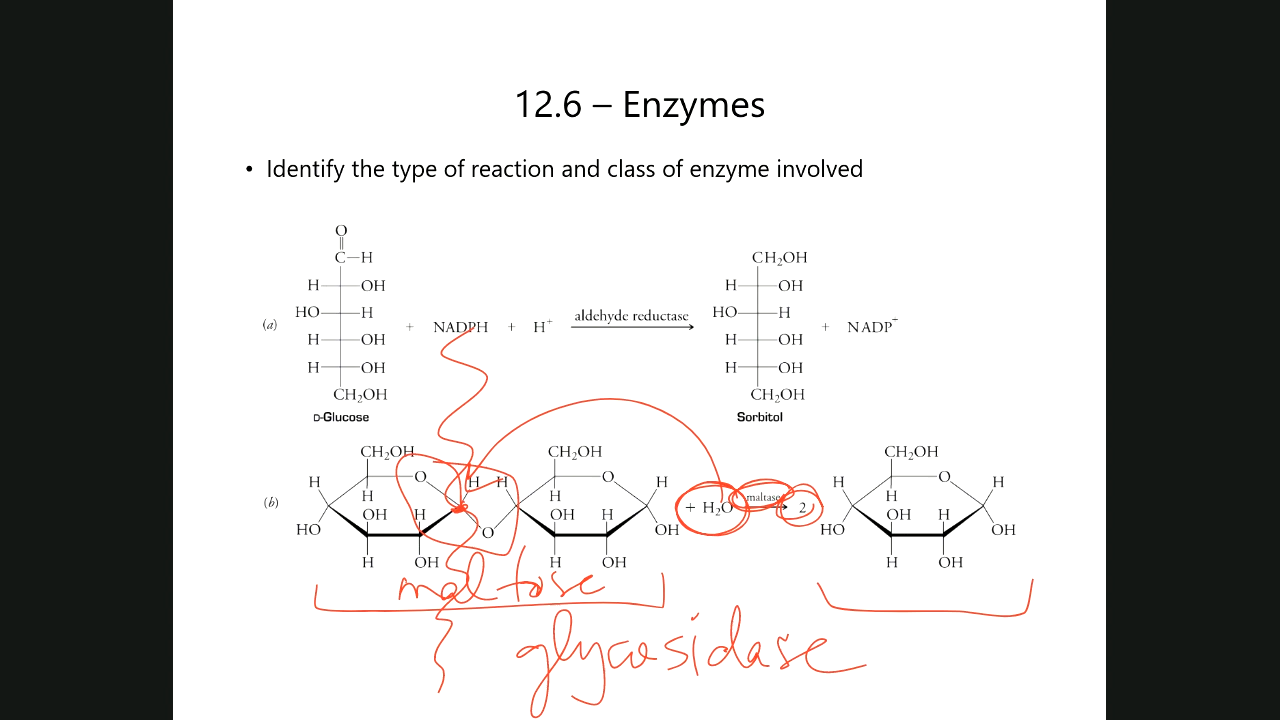 12.6 – Enzymes
• Identify the type of reaction and class of enzyme involved
O
C—H
H OH
HO H
H OH
H OH
CH₂OH
D-Glucose
(a) + NADPH + H⁺ aldehyde reductase
CH₂OH
H OH
HO H
H OH
H OH
CH₂OH
Sorbitol
+ NADP⁺
(b)
CH₂OH
H O H
H
OH H
HO O
H OH
CH₂OH
H O H
H
OH H
OH
H OH
+ H₂O maltase 2
CH₂OH
H O H
H
OH H
HO OH
H OH
maltose
glycosidase